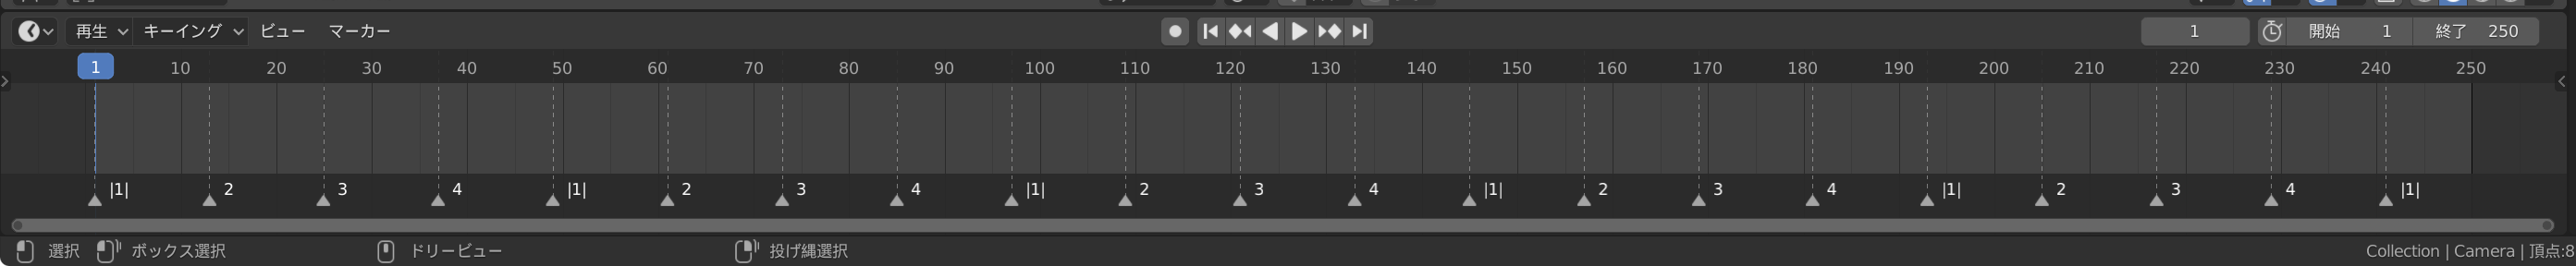 再生 キーイング ビュー マーカー 1 開始 1 終了 250
1 10 20 30 40 50 60 70 80 90 100 110 120 130 140 150 160 170 180 190 200 210 220 230 240 250
|1| 2 3 4 |1| 2 3 4 |1| 2 3 4 |1| 2 3 4 |1| 2 3 4 |1|
選択 ボックス選択 ドリービュー 投げ縄選択 Collection | Camera | 頂点:8